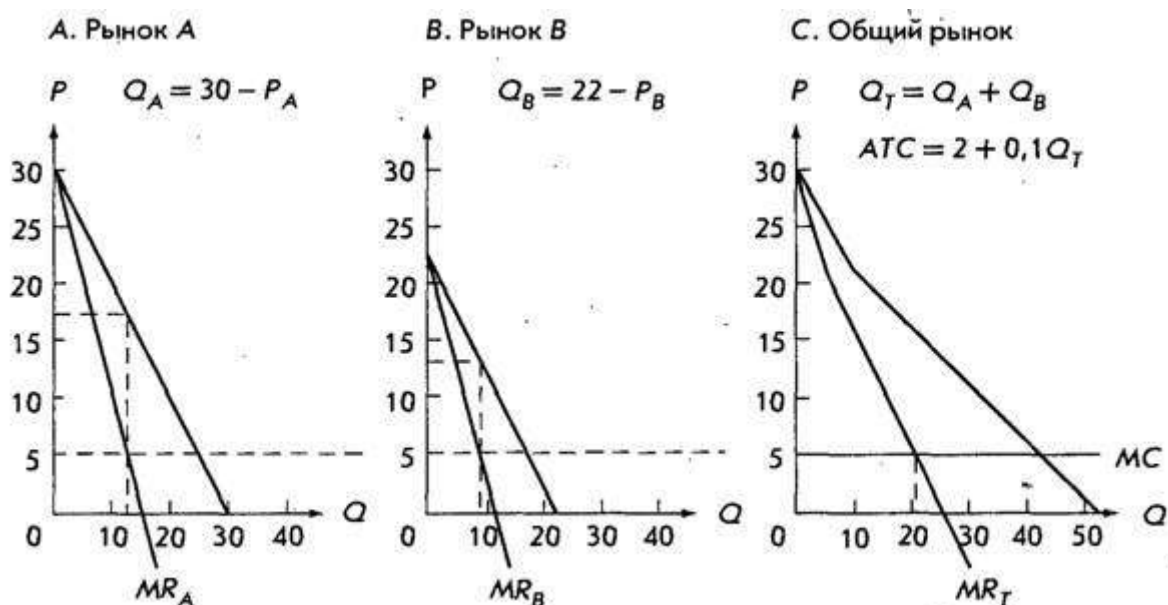 A. Рынок A
B. Рынок B
C. Общий рынок
P Q_A = 30 – P_A
P Q_B = 22 – P_B
P Q_T = Q_A + Q_B
ATC = 2 + 0,1Q_T
30
25
20
15
10
5
0 10 20 30 40 Q
MR_A
30
25
20
15
10
5
0 10 20 30 40 Q
MR_B
30
25
20
15
10
5
MC
0 10 20 30 40 50 Q
MR_T